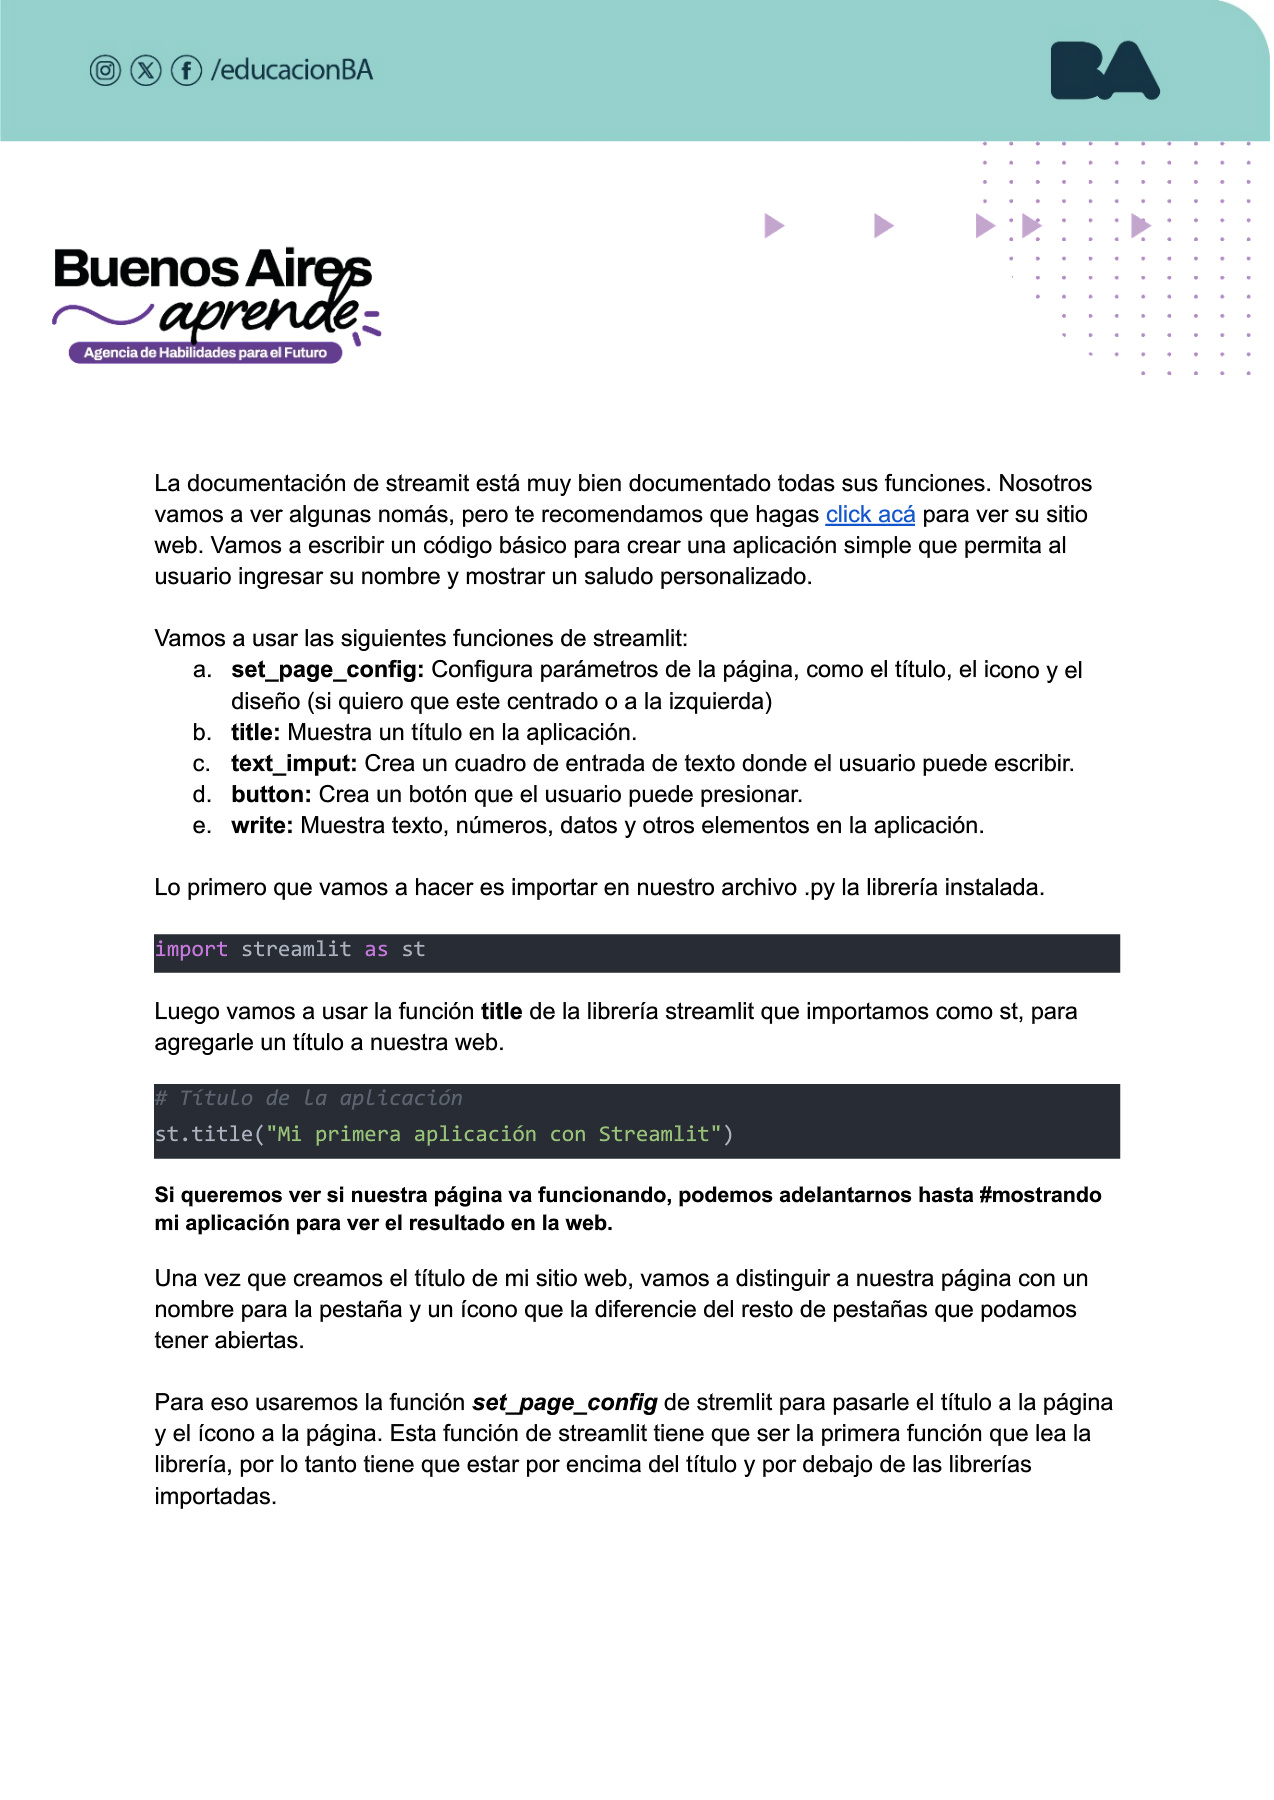 /educacionBA
BA
Buenos Aires
aprende
Agencia de Habilidades para el Futuro
La documentación de streamit está muy bien documentado todas sus funciones. Nosotros
vamos a ver algunas nomás, pero te recomendamos que hagas click acá para ver su sitio
web. Vamos a escribir un código básico para crear una aplicación simple que permita al
usuario ingresar su nombre y mostrar un saludo personalizado.
Vamos a usar las siguientes funciones de streamlit:
a. set_page_config: Configura parámetros de la página, como el título, el icono y el
diseño (si quiero que este centrado o a la izquierda)
b. title: Muestra un título en la aplicación.
c. text_imput: Crea un cuadro de entrada de texto donde el usuario puede escribir.
d. button: Crea un botón que el usuario puede presionar.
e. write: Muestra texto, números, datos y otros elementos en la aplicación.
Lo primero que vamos a hacer es importar en nuestro archivo .py la librería instalada.
import streamlit as st
Luego vamos a usar la función title de la librería streamlit que importamos como st, para
agregarle un título a nuestra web.
# Título de la aplicación
st.title("Mi primera aplicación con Streamlit")
Si queremos ver si nuestra página va funcionando, podemos adelantarnos hasta #mostrando
mi aplicación para ver el resultado en la web.
Una vez que creamos el título de mi sitio web, vamos a distinguir a nuestra página con un
nombre para la pestaña y un ícono que la diferencie del resto de pestañas que podamos
tener abiertas.
Para eso usaremos la función set_page_config de stremlit para pasarle el título a la página
y el ícono a la página. Esta función de streamlit tiene que ser la primera función que lea la
librería, por lo tanto tiene que estar por encima del título y por debajo de las librerías
importadas.